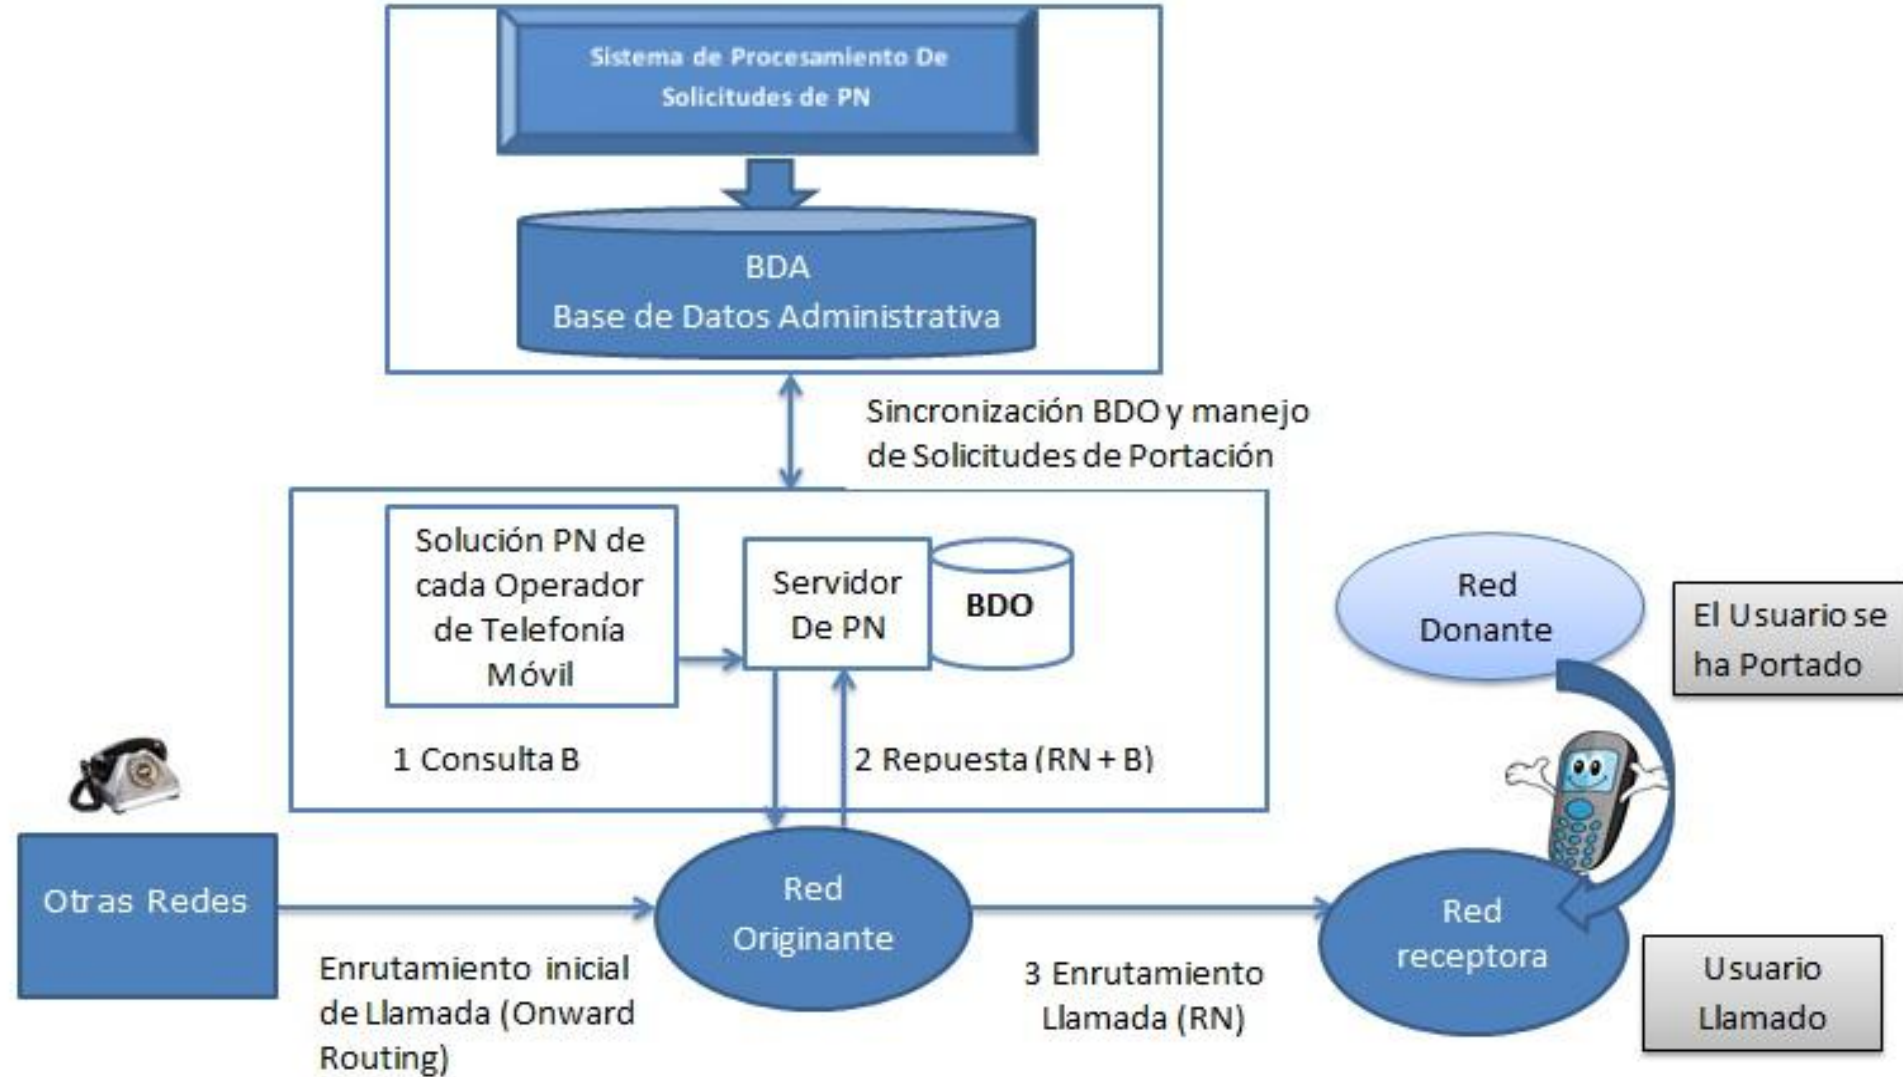 Sistema de Procesamiento De
Solicitudes de PN
BDA
Base de Datos Administrativa
Sincronización BDO y manejo
de Solicitudes de Portación
Solución PN de
cada Operador
de Telefonía
Móvil
Servidor
De PN
BDO
1 Consulta B
2 Repuesta (RN + B)
Red
Donante
El Usuario se
ha Portado
Otras Redes
Enrutamiento inicial
de Llamada (Onward
Routing)
Red
Originante
3 Enrutamiento
Llamada (RN)
Red
receptora
Usuario
Llamado